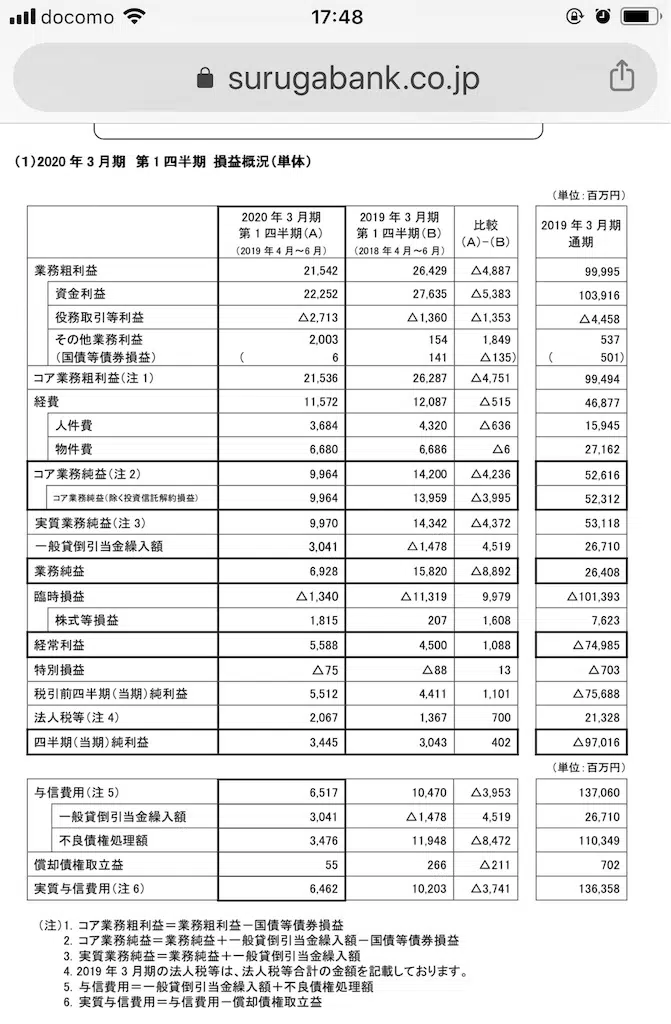 docomo 17:48
surugabank.co.jp
(1)2020年3月期 第1四半期 損益概況(単体)
(単位:百万円)
2020年3月期 第1四半期(A) (2019年4月~6月) 2019年3月期 第1四半期(B) (2018年4月~6月) 比較 (A)-(B) 2019年3月期 通期
業務粗利益 21,542 26,429 △4,887 99,995
資金利益 22,252 27,635 △5,383 103,916
役務取引等利益 △2,713 △1,360 △1,353 △4,458
その他業務利益 2,003 154 1,849 537
(国債等債券損益) ( 6 141 △135) ( 501)
コア業務粗利益(注1) 21,536 26,287 △4,751 99,494
経費 11,572 12,087 △515 46,877
人件費 3,684 4,320 △636 15,945
物件費 6,680 6,686 △6 27,162
コア業務純益(注2) 9,964 14,200 △4,236 52,616
コア業務純益(除く投資信託解約損益) 9,964 13,959 △3,995 52,312
実質業務純益(注3) 9,970 14,342 △4,372 53,118
一般貸倒引当金繰入額 3,041 △1,478 4,519 26,710
業務純益 6,928 15,820 △8,892 26,408
臨時損益 △1,340 △11,319 9,979 △101,393
株式等損益 1,815 207 1,608 7,623
経常利益 5,588 4,500 1,088 △74,985
特別損益 △75 △88 13 △703
税引前四半期(当期)純利益 5,512 4,411 1,101 △75,688
法人税等(注4) 2,067 1,367 700 21,328
四半期(当期)純利益 3,445 3,043 402 △97,016
(単位:百万円)
与信費用(注5) 6,517 10,470 △3,953 137,060
一般貸倒引当金繰入額 3,041 △1,478 4,519 26,710
不良債権処理額 3,476 11,948 △8,472 110,349
償却債権取立益 55 266 △211 702
実質与信費用(注6) 6,462 10,203 △3,741 136,358
(注)1. コア業務粗利益=業務粗利益-国債等債券損益
2. コア業務純益=業務純益+一般貸倒引当金繰入額-国債等債券損益
3. 実質業務純益=業務純益+一般貸倒引当金繰入額
4. 2019年3月期の法人税等は、法人税等合計の金額を記載しております。
5. 与信費用=一般貸倒引当金繰入額+不良債権処理額
6. 実質与信費用=与信費用-償却債権取立益